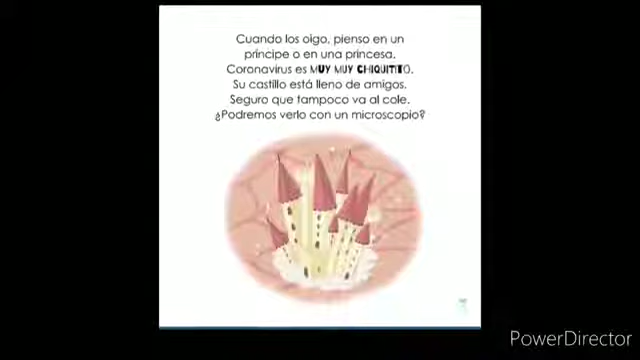 Cuando los oigo, pienso en un
príncipe o en una princesa.
Coronavirus es MUY MUY CHIQUITITO.
Su castillo está lleno de amigos.
Seguro que tampoco va al cole.
¿Podremos verlo con un microscopio?
PowerDirector